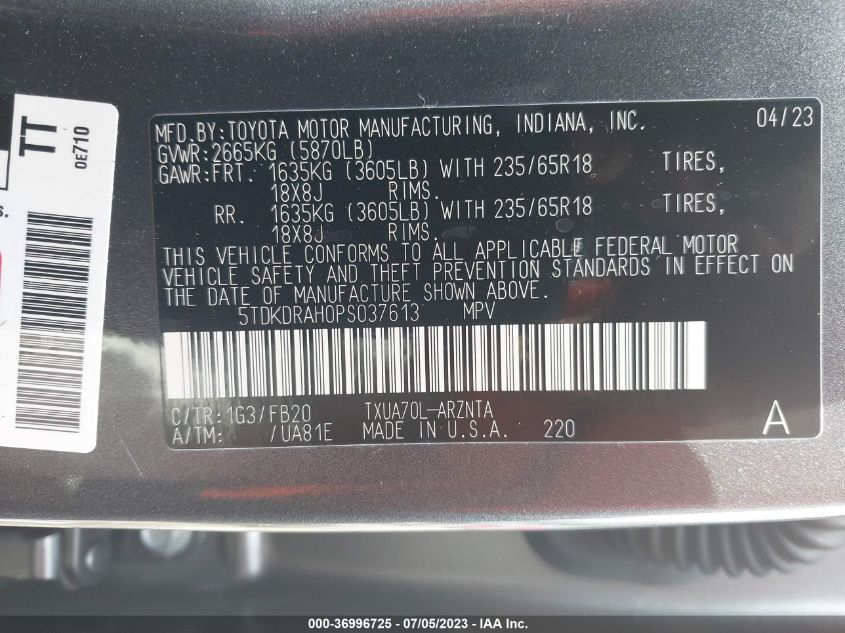 TT
0E710
s.
MFD.BY:TOYOTA MOTOR MANUFACTURING, INDIANA, INC. 04/23
GVWR:2665KG (5870LB)
GAWR:FRT. 1635KG (3605LB) WITH 235/65R18 TIRES,
18X8J RIMS.
RR. 1635KG (3605LB) WITH 235/65R18 TIRES,
18X8J RIMS.
THIS VEHICLE CONFORMS TO ALL APPLICABLE FEDERAL MOTOR
VEHICLE SAFETY AND THEFT PREVENTION STANDARDS IN EFFECT ON
THE DATE OF MANUFACTURE SHOWN ABOVE.
5TDKDRAH0PS037613 MPV
C/TR:1G3/FB20 TXUA70L-ARZNTA
A/TM: /UA81E MADE IN U.S.A. 220 A
000-36996725 - 07/05/2023 - TXUA Inc.